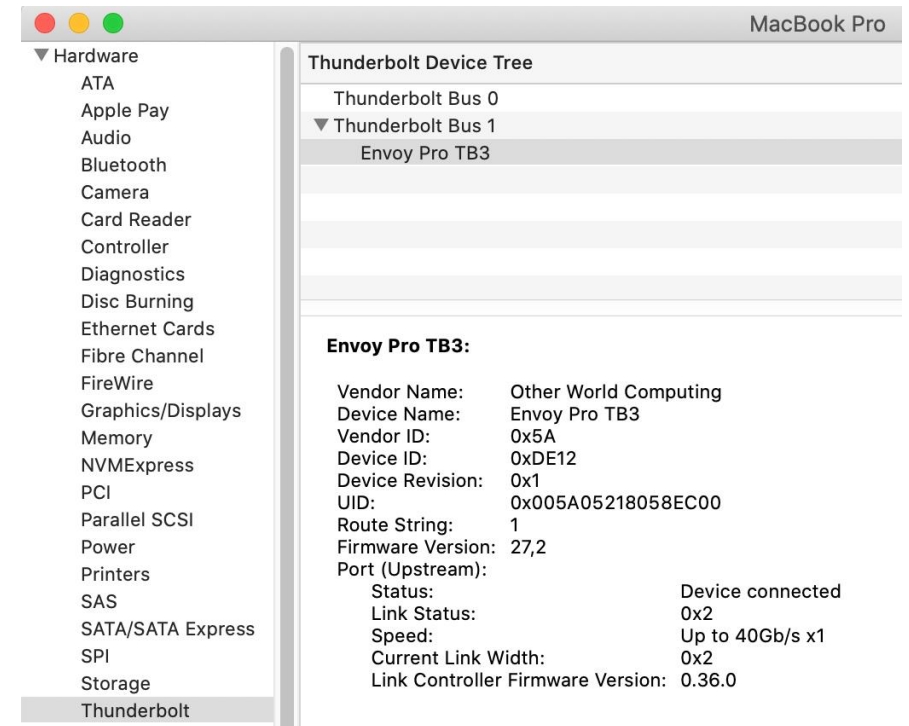 MacBook Pro
Hardware
ATA
Apple Pay
Audio
Bluetooth
Camera
Card Reader
Controller
Diagnostics
Disc Burning
Ethernet Cards
Fibre Channel
FireWire
Graphics/Displays
Memory
NVMExpress
PCI
Parallel SCSI
Power
Printers
SAS
SATA/SATA Express
SPI
Storage
Thunderbolt
Thunderbolt Device Tree
Thunderbolt Bus 0
Thunderbolt Bus 1
Envoy Pro TB3
Envoy Pro TB3:
Vendor Name: Other World Computing
Device Name: Envoy Pro TB3
Vendor ID: 0x5A
Device ID: 0xDE12
Device Revision: 0x1
UID: 0x005A05218058EC00
Route String: 1
Firmware Version: 27,2
Port (Upstream):
Status: Device connected
Link Status: 0x2
Speed: Up to 40Gb/s x1
Current Link Width: 0x2
Link Controller Firmware Version: 0.36.0